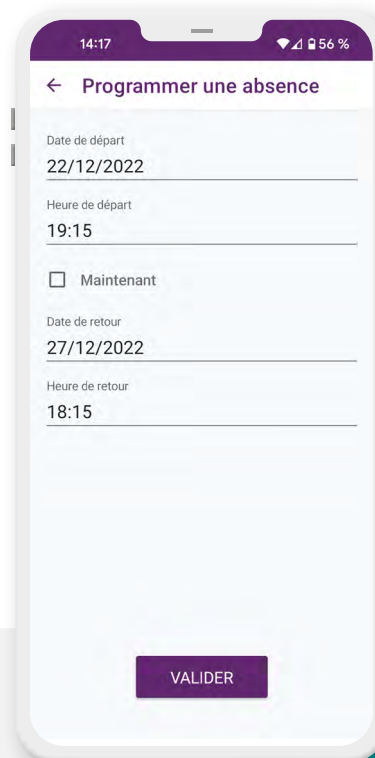 14:17 56 %
← Programmer une absence
Date de départ
22/12/2022
Heure de départ
19:15
Maintenant
Date de retour
27/12/2022
Heure de retour
18:15
VALIDER